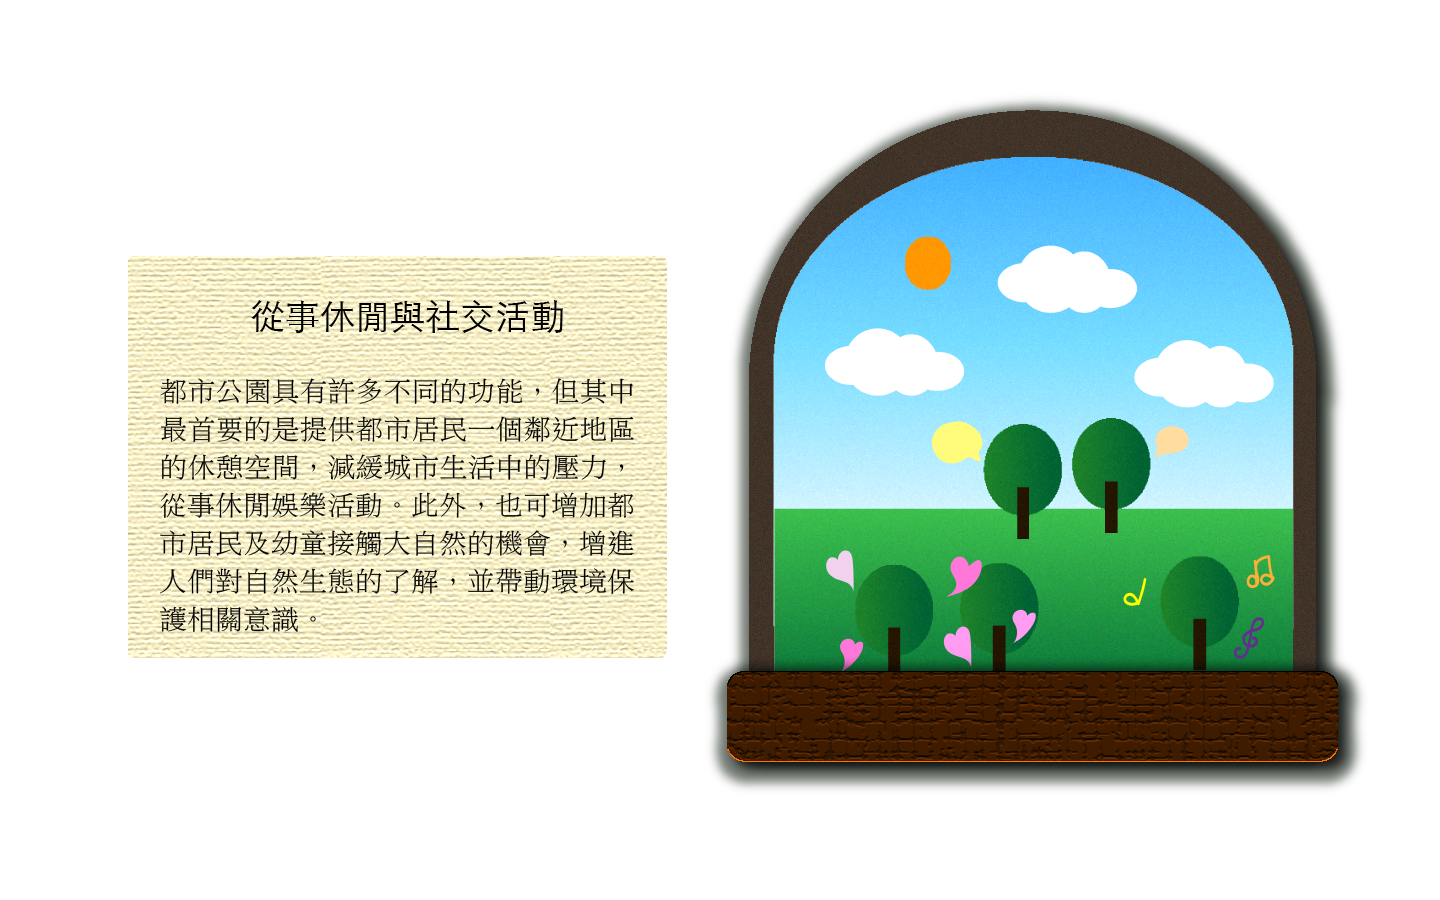 從事休閒與社交活動
都市公園具有許多不同的功能，但其中
最首要的是提供都市居民一個鄰近地區
的休憩空間，減緩城市生活中的壓力，
從事休閒娛樂活動。此外，也可增加都
市居民及幼童接觸大自然的機會，增進
人們對自然生態的了解，並帶動環境保
護相關意識。